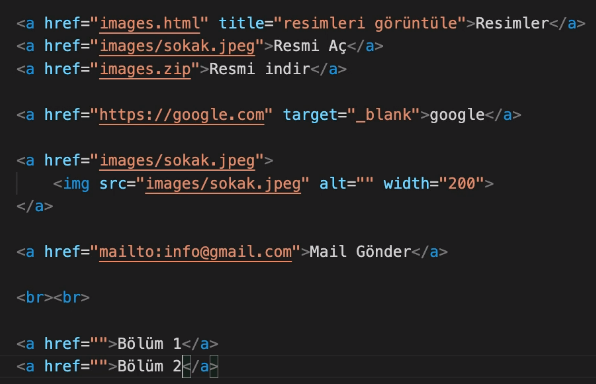 <a href="images.html" title="resimleri görüntüle">Resimler</a>
<a href="images/sokak.jpeg">Resmi Aç</a>
<a href="images.zip">Resmi indir</a>
<a href="https://google.com" target="_blank">google</a>
<a href="images/sokak.jpeg">
<img src="images/sokak.jpeg" alt="" width="200">
</a>
<a href="mailto:info@gmail.com">Mail Gönder</a>
<br><br>
<a href="">Bölüm 1</a>
<a href="">Bölüm 2</a>